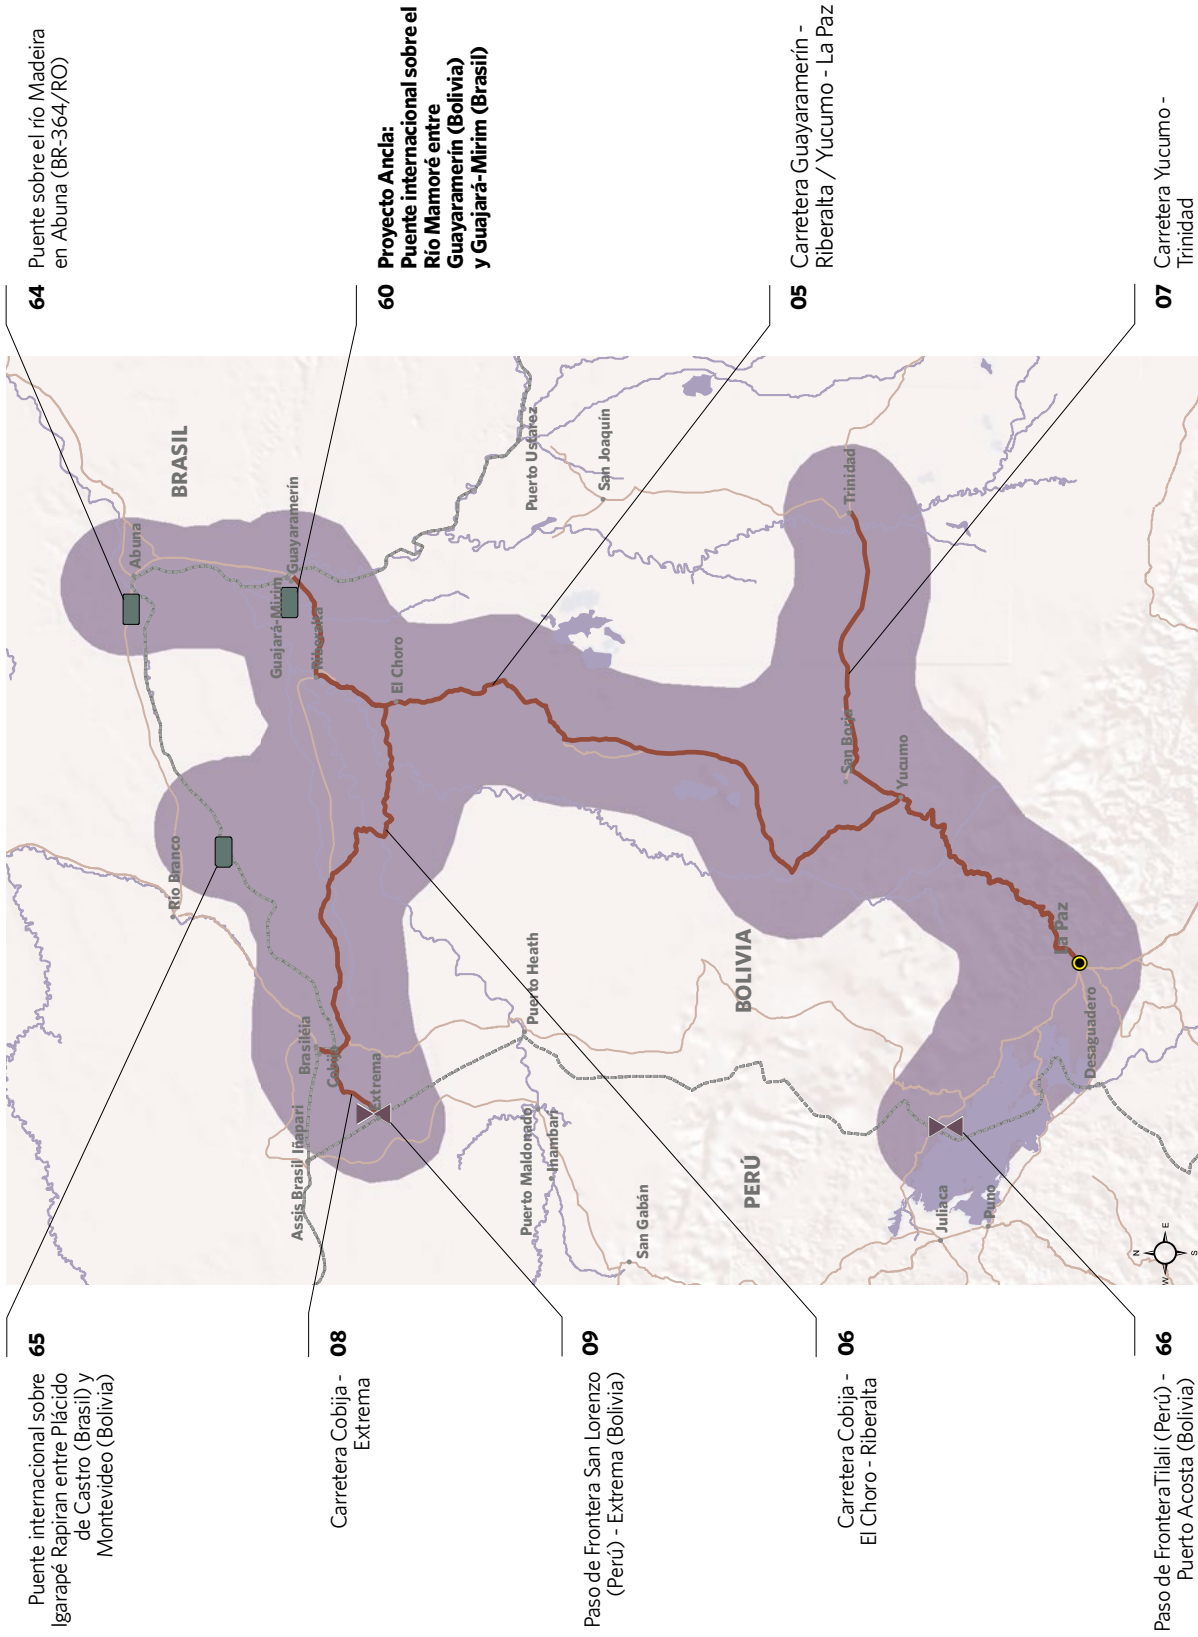 65
Puente internacional sobre
Igarapé Rapiran entre Plácido
de Castro (Brasil) y
Montevideo (Bolivia)
08
Carretera Cobija -
Extrema
09
Paso de Frontera San Lorenzo
(Perú) - Extrema (Bolivia)
06
Carretera Cobija -
El Choro - Riberalta
66
Paso de Frontera Tilali (Perú) -
Puerto Acosta (Bolivia)
64 Puente sobre el río Madeira
en Abuna (BR-364/RO)
60 Proyecto Ancla:
Puente internacional sobre el
Río Mamoré entre
Guayaramerín (Bolivia)
y Guajará-Mirim (Brasil)
05 Carretera Guayaramerín -
Riberalta / Yucumo - La Paz
07 Carretera Yucumo -
Trinidad
BRASIL
Abuna
Río Branco
Guajará-Mirim
Guayaramerín
Riberalta
El Choro
Brasiléia
Cobija
Extrema
Assis Brasil
Iñapari
Puerto Ustarez
San Joaquín
Puerto Heath
Puerto Maldonado
Inambari
San Gabán
BOLIVIA
PERÚ
Trinidad
San Borja
Yucumo
La Paz
Desaguadero
Juliaca
Puno
N
W
E
S